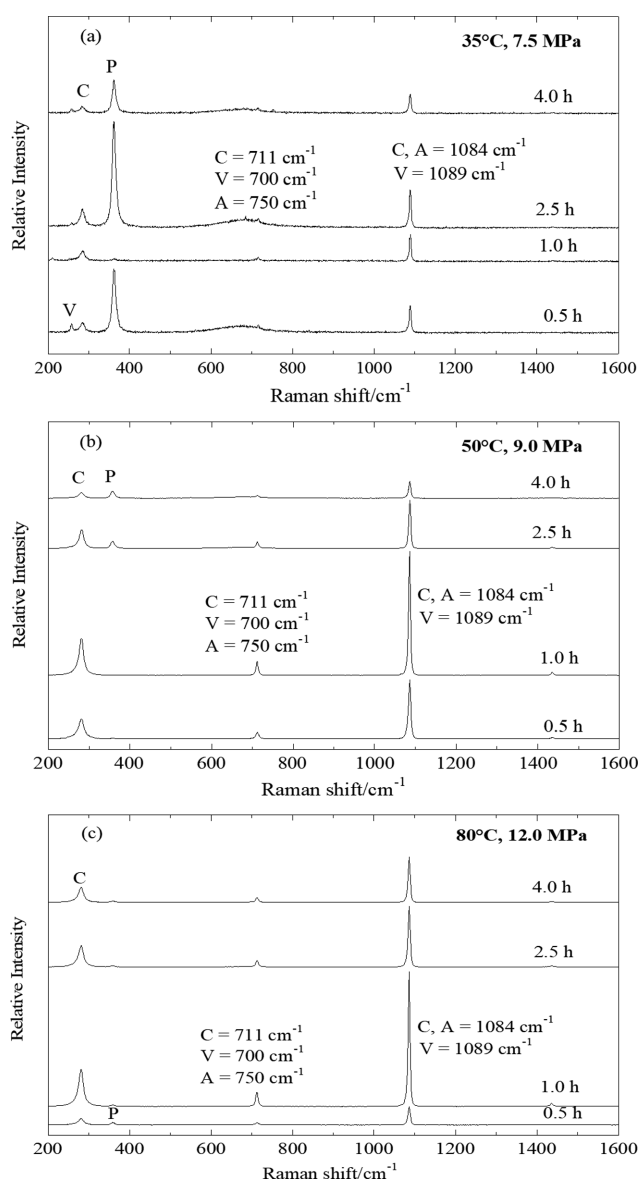 (a)
35°C, 7.5 MPa
P
C
4.0 h
C = 711 cm-1
V = 700 cm-1
A = 750 cm-1
C, A = 1084 cm-1
V = 1089 cm-1
2.5 h
1.0 h
V
0.5 h
Relative Intensity
200 400 600 800 1000 1200 1400 1600
Raman shift/cm-1
(b)
50°C, 9.0 MPa
C P
4.0 h
2.5 h
C = 711 cm-1
V = 700 cm-1
A = 750 cm-1
C, A = 1084 cm-1
V = 1089 cm-1
1.0 h
0.5 h
Relative Intensity
200 400 600 800 1000 1200 1400 1600
Raman shift/cm-1
(c)
80°C, 12.0 MPa
C
4.0 h
2.5 h
C = 711 cm-1
V = 700 cm-1
A = 750 cm-1
C, A = 1084 cm-1
V = 1089 cm-1
1.0 h
P
0.5 h
Relative Intensity
200 400 600 800 1000 1200 1400 1600
Raman shift/cm-1